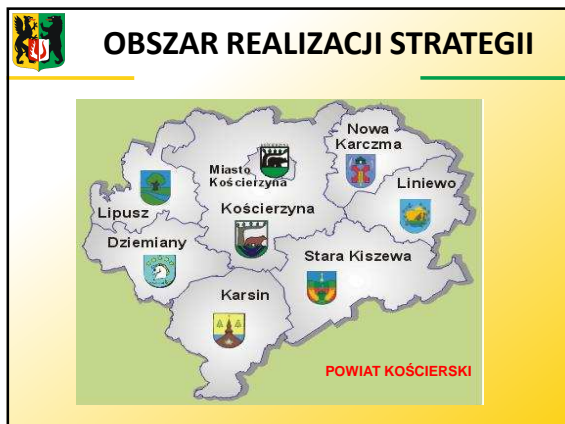 OBSZAR REALIZACJI STRATEGII
Nowa
Karczma
Miasto
Kościerzyna
Liniewo
Lipusz
Kościerzyna
Dziemiany
Stara Kiszewa
Karsin
POWIAT KOŚCIERSKI